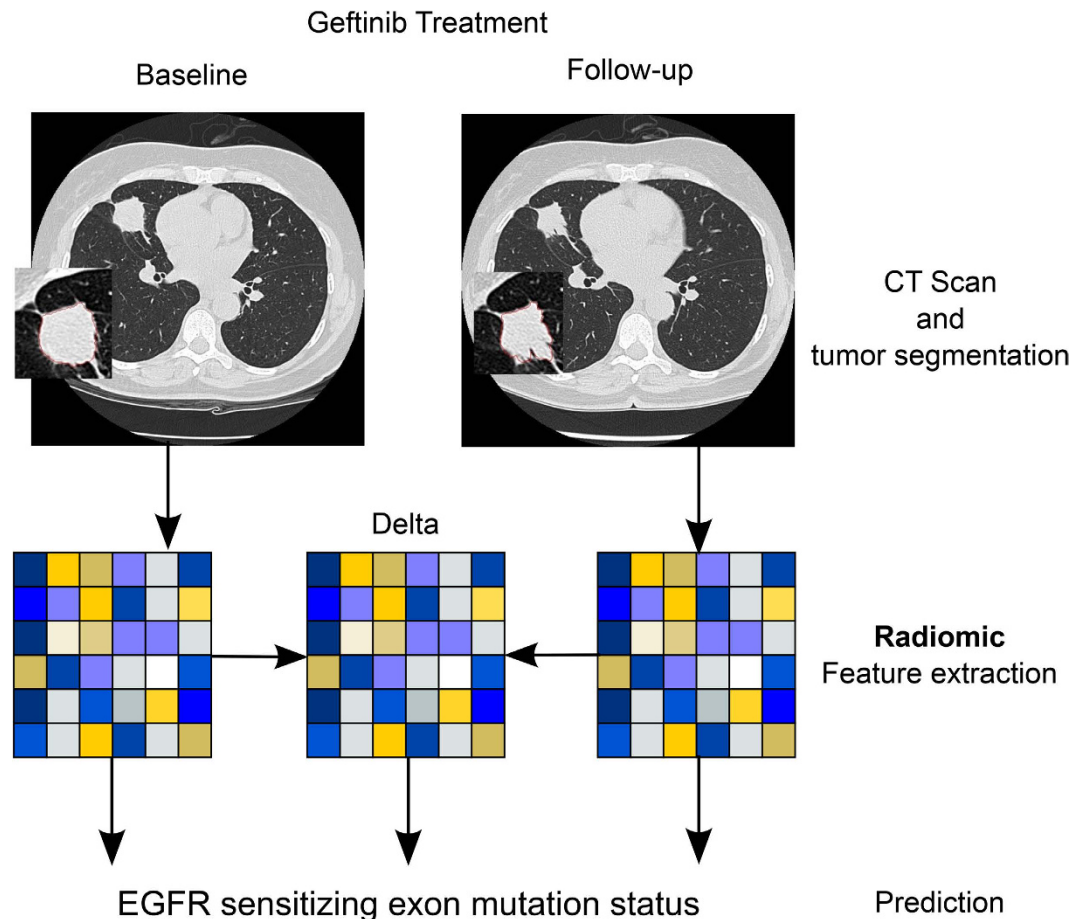 Geftinib Treatment
Baseline
Follow-up
CT Scan
and
tumor segmentation
Delta
Radiomic
Feature extraction
EGFR sensitizing exon mutation status
Prediction